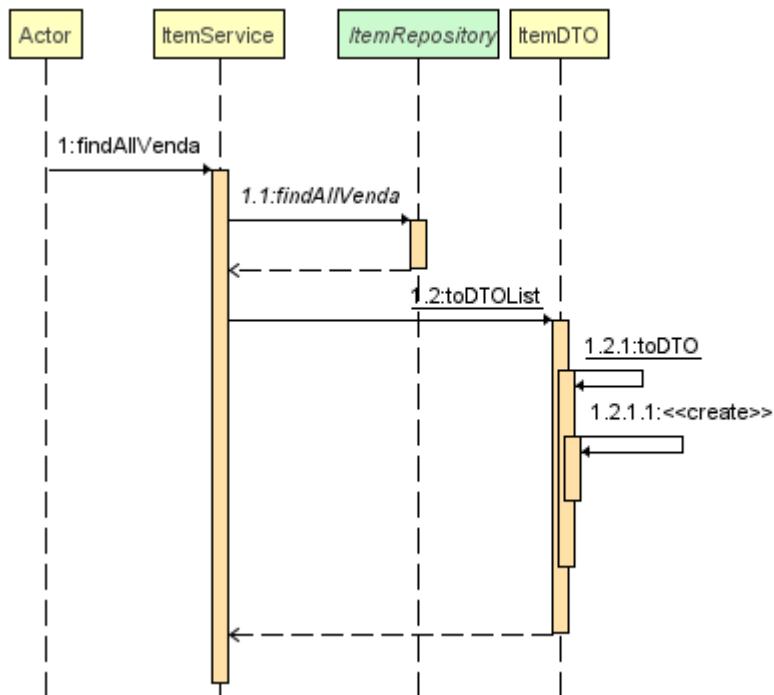 Actor
ItemService
ItemRepository
ItemDTO
1:findAllVenda
1.1:findAllVenda
1.2:toDTOList
1.2.1:toDTO
1.2.1.1:<<create>>